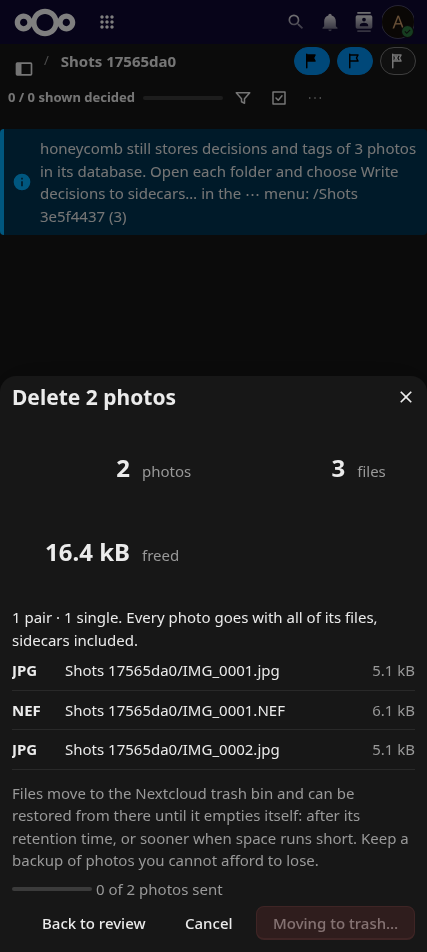 A
/ Shots 17565da0
0 / 0 shown decided
honeycomb still stores decisions and tags of 3 photos
in its database. Open each folder and choose Write
decisions to sidecars... in the ··· menu: /Shots
3e5f4437 (3)
Delete 2 photos
2 photos 3 files
16.4 kB freed
1 pair · 1 single. Every photo goes with all of its files,
sidecars included.
JPG Shots 17565da0/IMG_0001.jpg 5.1 kB
NEF Shots 17565da0/IMG_0001.NEF 6.1 kB
JPG Shots 17565da0/IMG_0002.jpg 5.1 kB
Files move to the Nextcloud trash bin and can be
restored from there until it empties itself: after its
retention time, or sooner when space runs short. Keep a
backup of photos you cannot afford to lose.
0 of 2 photos sent
Back to review Cancel Moving to trash...